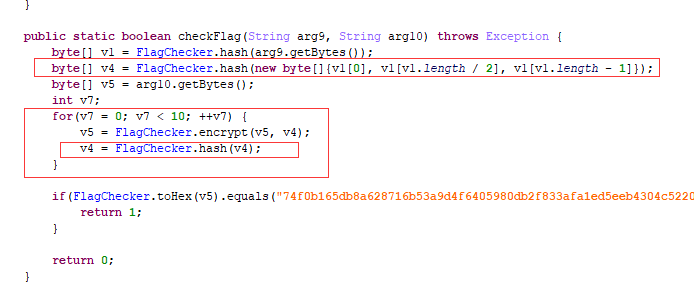 }
public static boolean checkFlag(String arg9, String arg10) throws Exception {
byte[] v1 = FlagChecker.hash(arg9.getBytes());
byte[] v4 = FlagChecker.hash(new byte[]{v1[0], v1[v1.length / 2], v1[v1.length - 1]});
byte[] v5 = arg10.getBytes();
int v7;
for(v7 = 0; v7 < 10; ++v7) {
v5 = FlagChecker.encrypt(v5, v4);
v4 = FlagChecker.hash(v4);
}
if(FlagChecker.toHex(v5).equals("74f0b165db8a628716b53a9d4f6405980db2f833afa1ed5eeb4304c5220
return 1;
}
return 0;
}